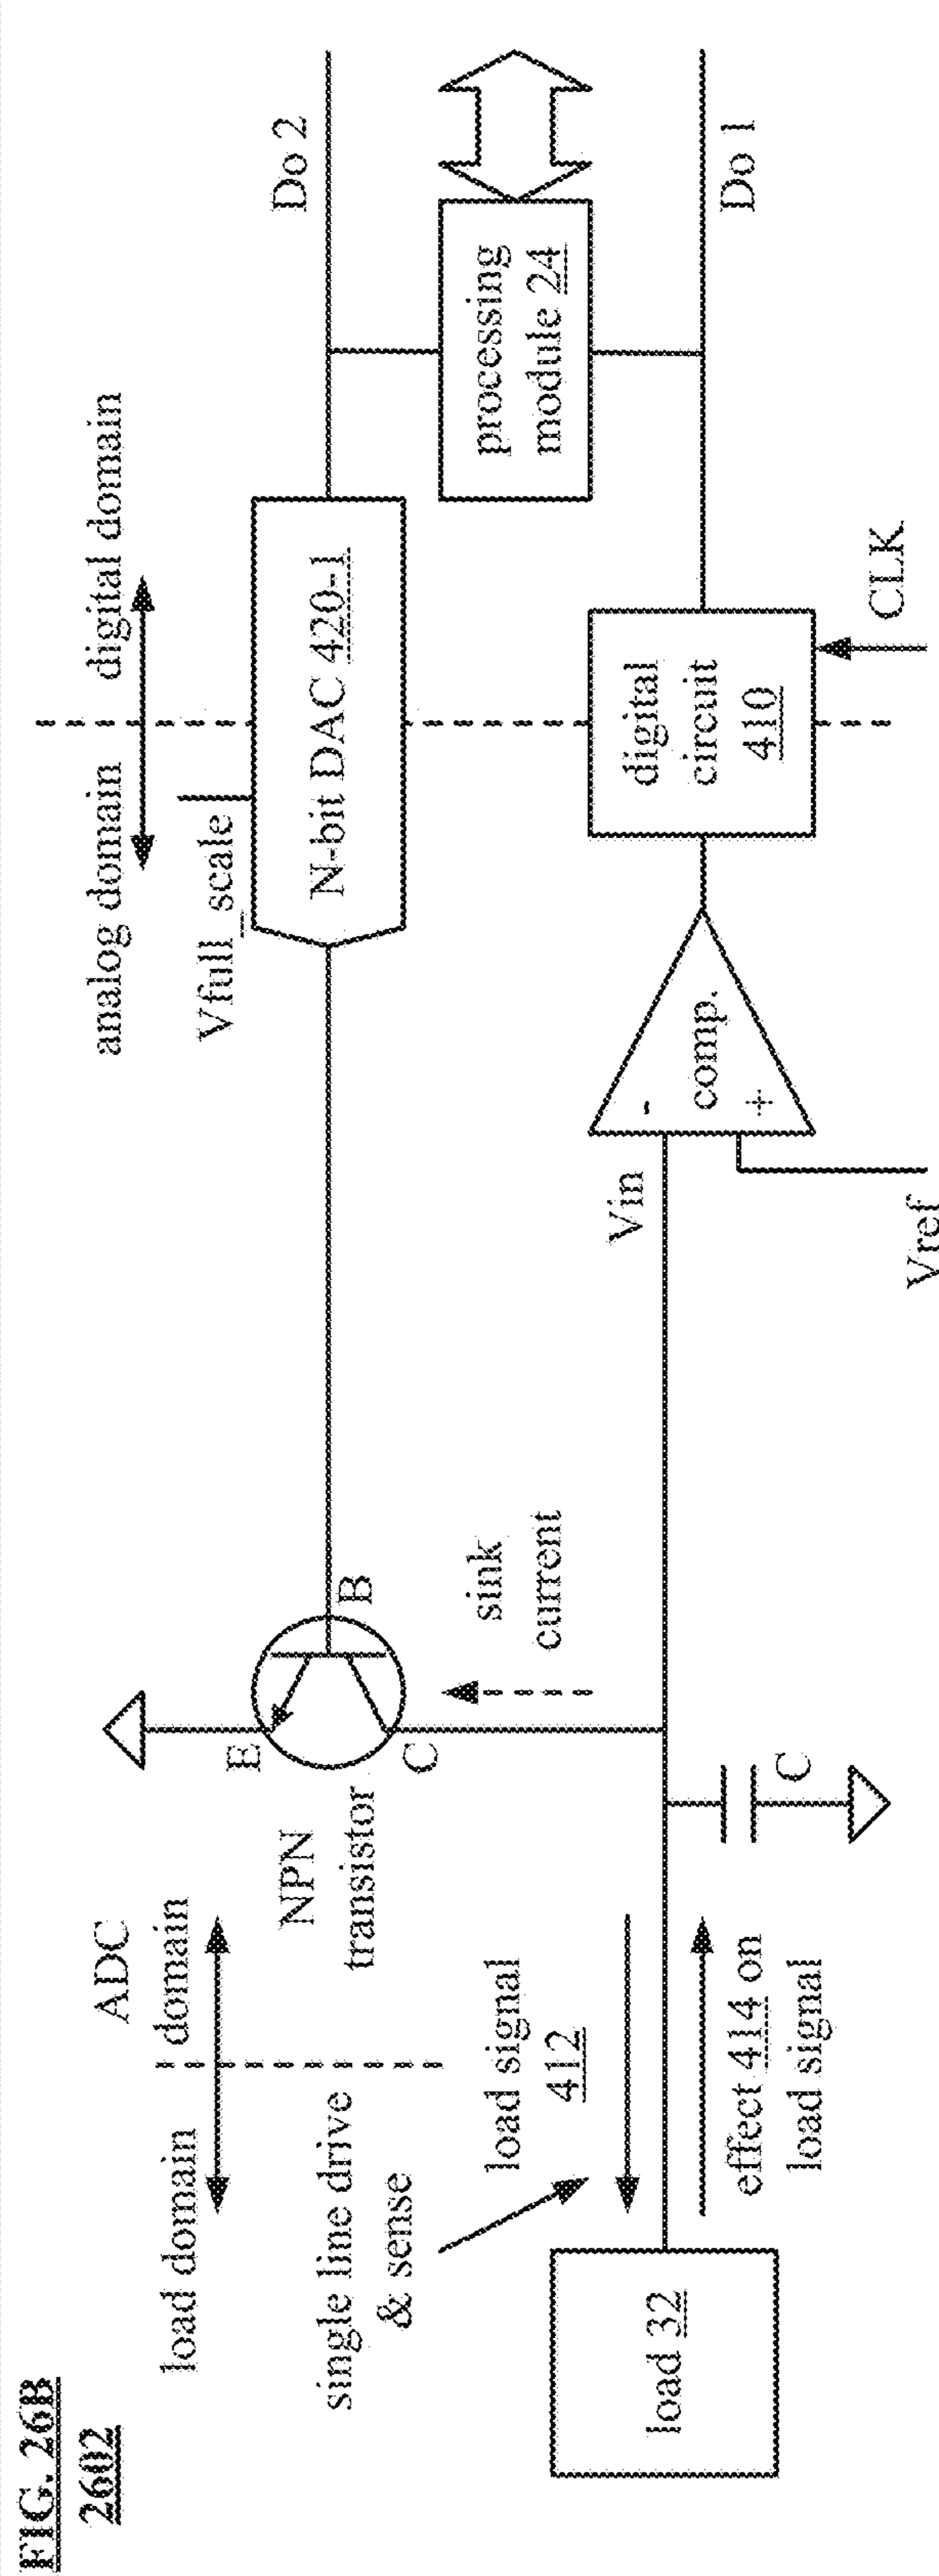 FIG. 26B
2602
load domain
ADC
domain
analog domain
digital domain
single line drive
& sense
NPN
transistor
E
C
B
Vfull_scale
N-bit DAC 420-1
Do 2
load signal
412
sink
current
processing
module 24
load 32
effect 414 on
load signal
C
Vin
Vref
-
comp.
+
digital
circuit
410
CLK
Do 1